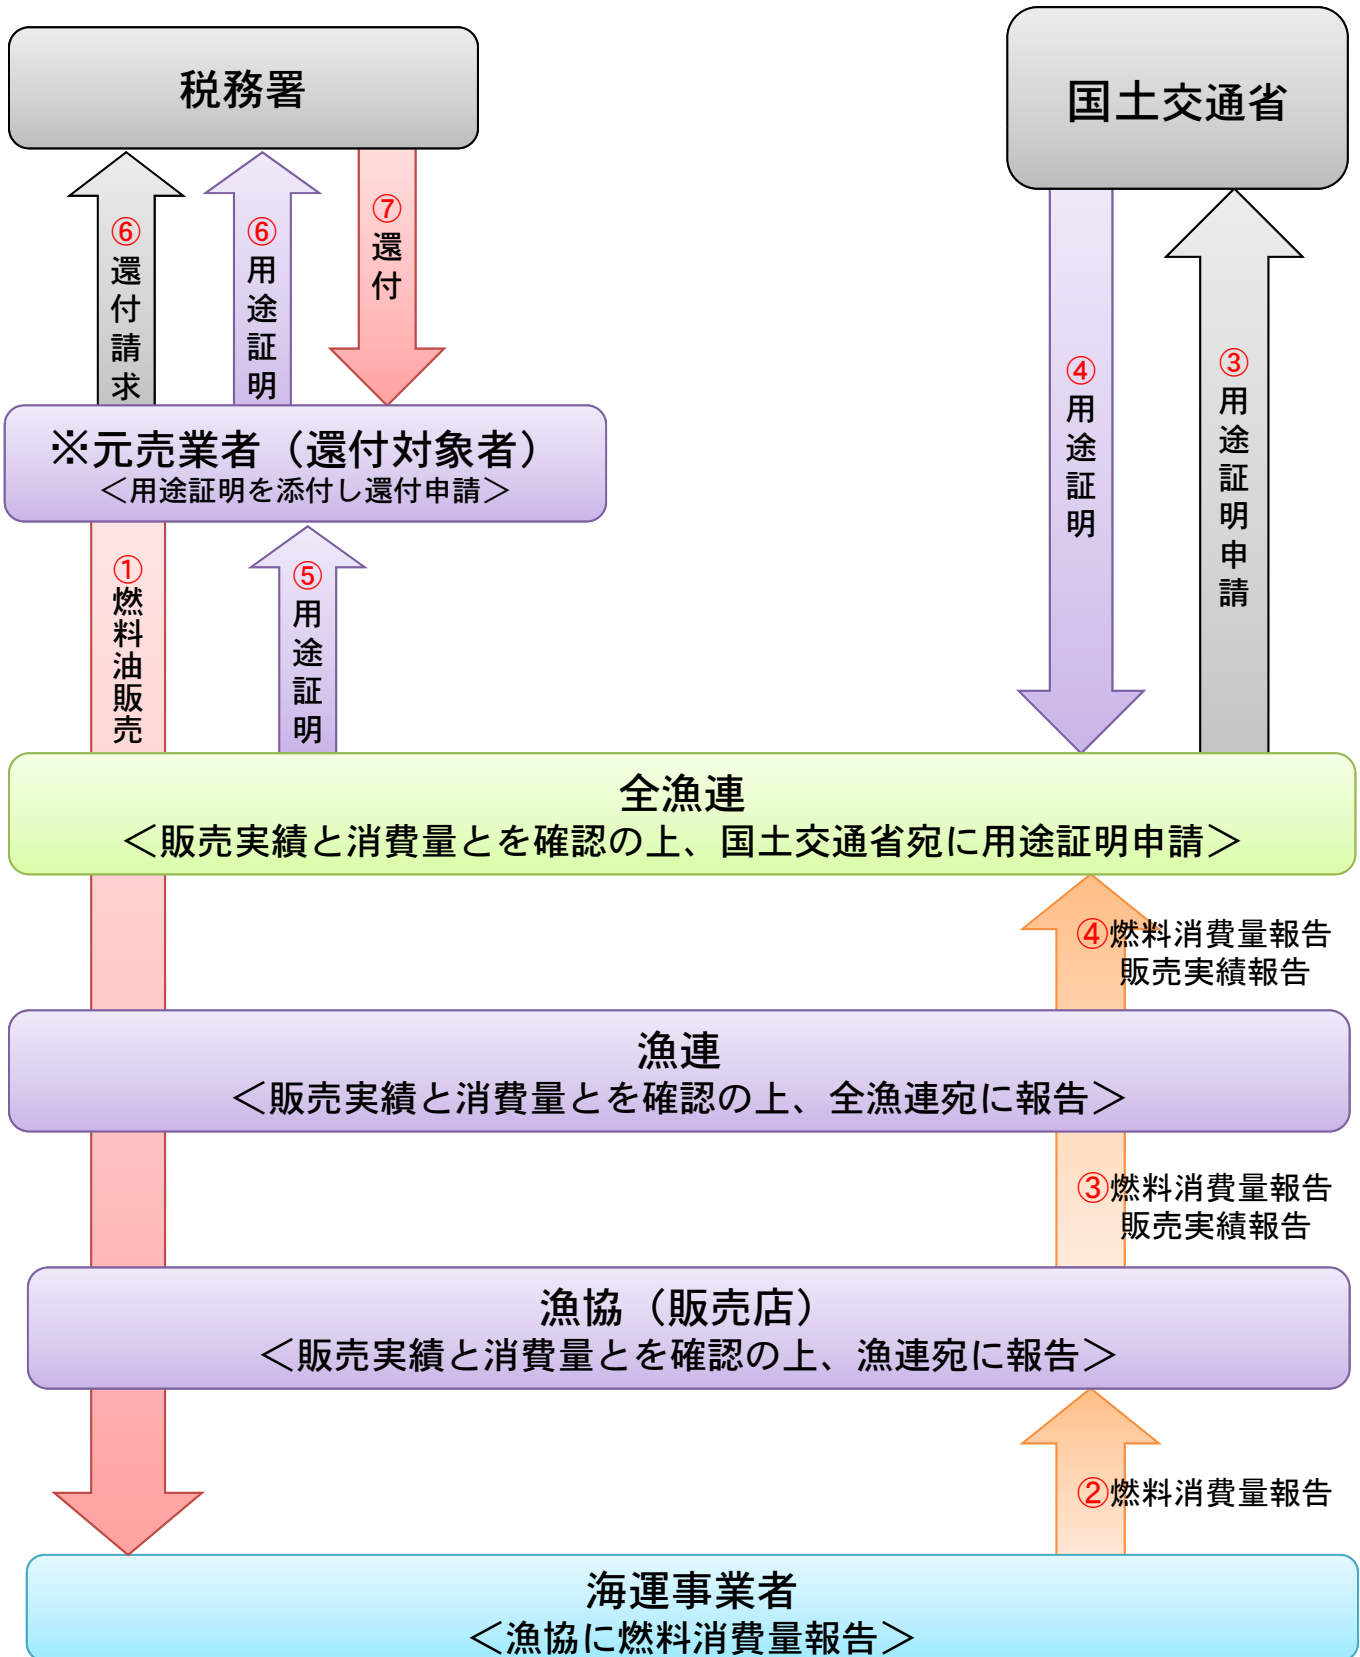 税務署
国土交通省
⑥還付請求
⑥用途証明
⑦還付
④用途証明
③用途証明申請
※元売業者（還付対象者）
＜用途証明を添付し還付申請＞
①燃料油販売
⑤用途証明
全漁連
＜販売実績と消費量とを確認の上、国土交通省宛に用途証明申請＞
④燃料消費量報告
販売実績報告
漁連
＜販売実績と消費量とを確認の上、全漁連宛に報告＞
③燃料消費量報告
販売実績報告
漁協（販売店）
＜販売実績と消費量とを確認の上、漁連宛に報告＞
②燃料消費量報告
海運事業者
＜漁協に燃料消費量報告＞